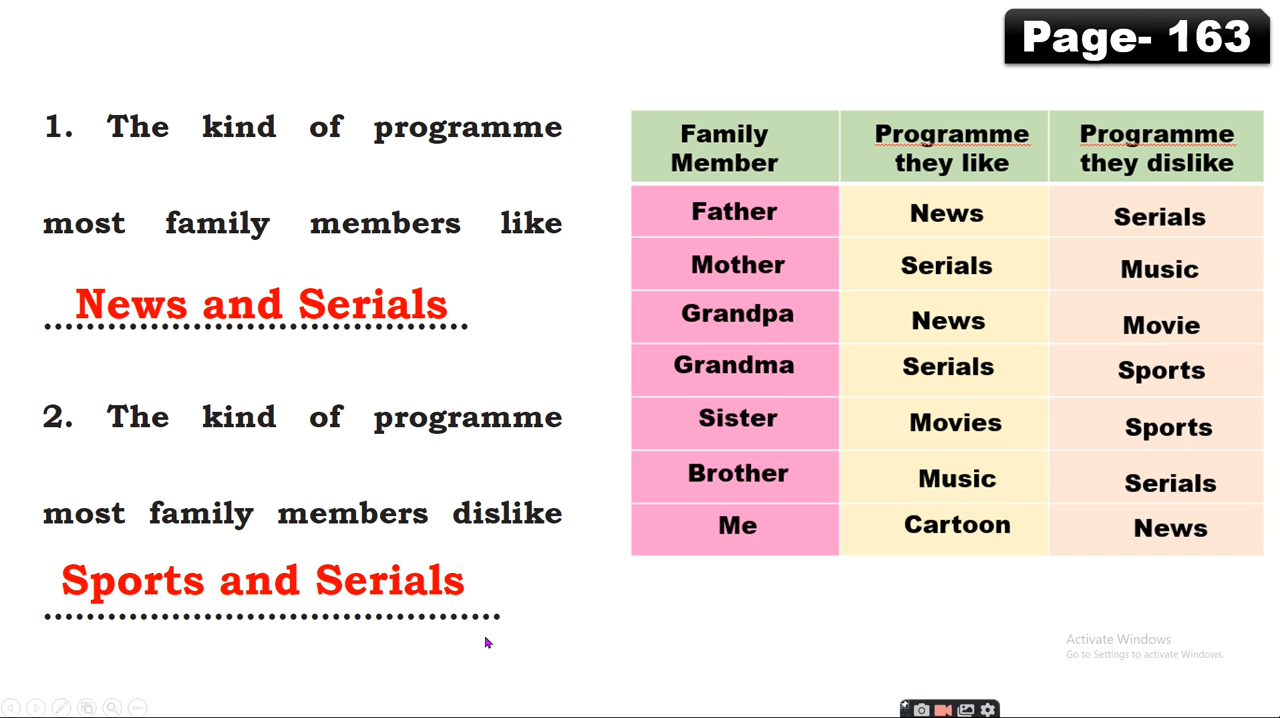 Page- 163
1. The kind of programme
most family members like
News and Serials
........................................
2. The kind of programme
most family members dislike
Sports and Serials
...........................................
Family Member Programme they like Programme they dislike
Father News Serials
Mother Serials Music
Grandpa News Movie
Grandma Serials Sports
Sister Movies Sports
Brother Music Serials
Me Cartoon News
Activate Windows
Go to Settings to activate Windows.